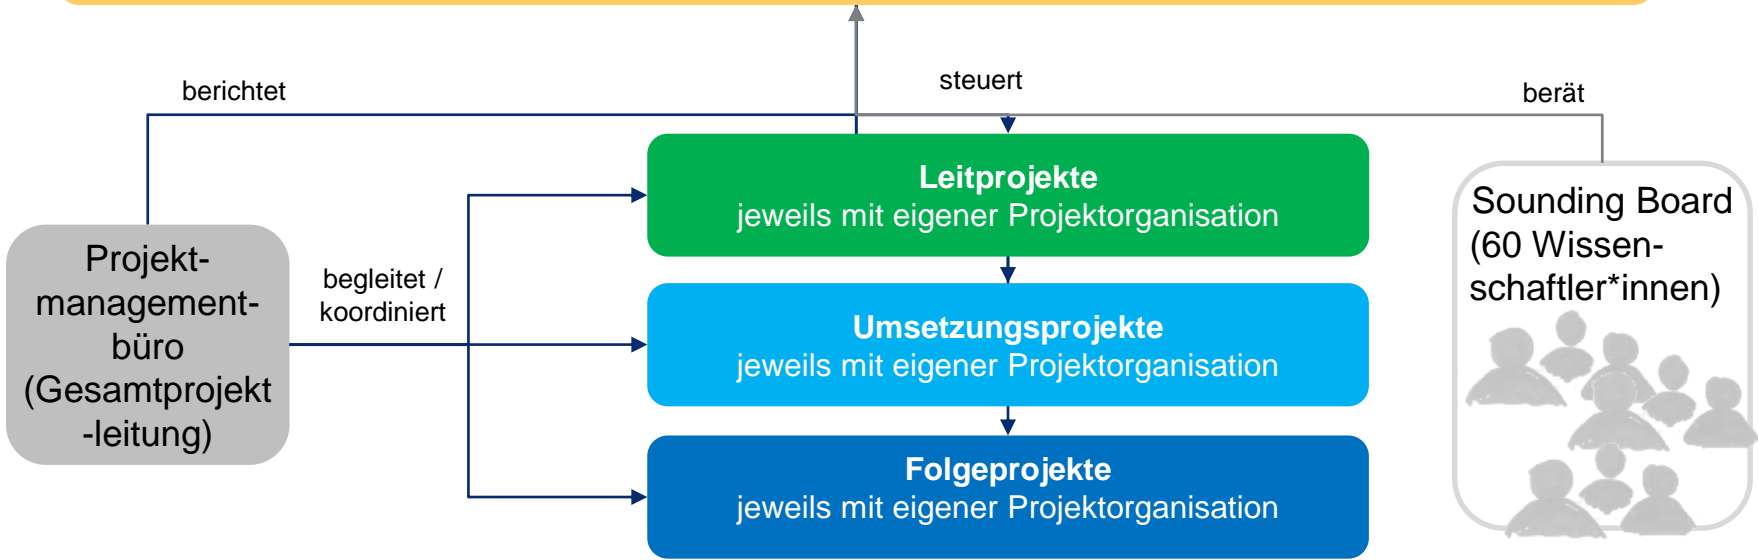 berichtet
steuert
berät
Leitprojekte
jeweils mit eigener Projektorganisation
Sounding Board
(60 Wissen-
schaftler*innen)
Projekt-
management-
büro
(Gesamtprojekt
-leitung)
begleitet /
koordiniert
Umsetzungsprojekte
jeweils mit eigener Projektorganisation
Folgeprojekte
jeweils mit eigener Projektorganisation